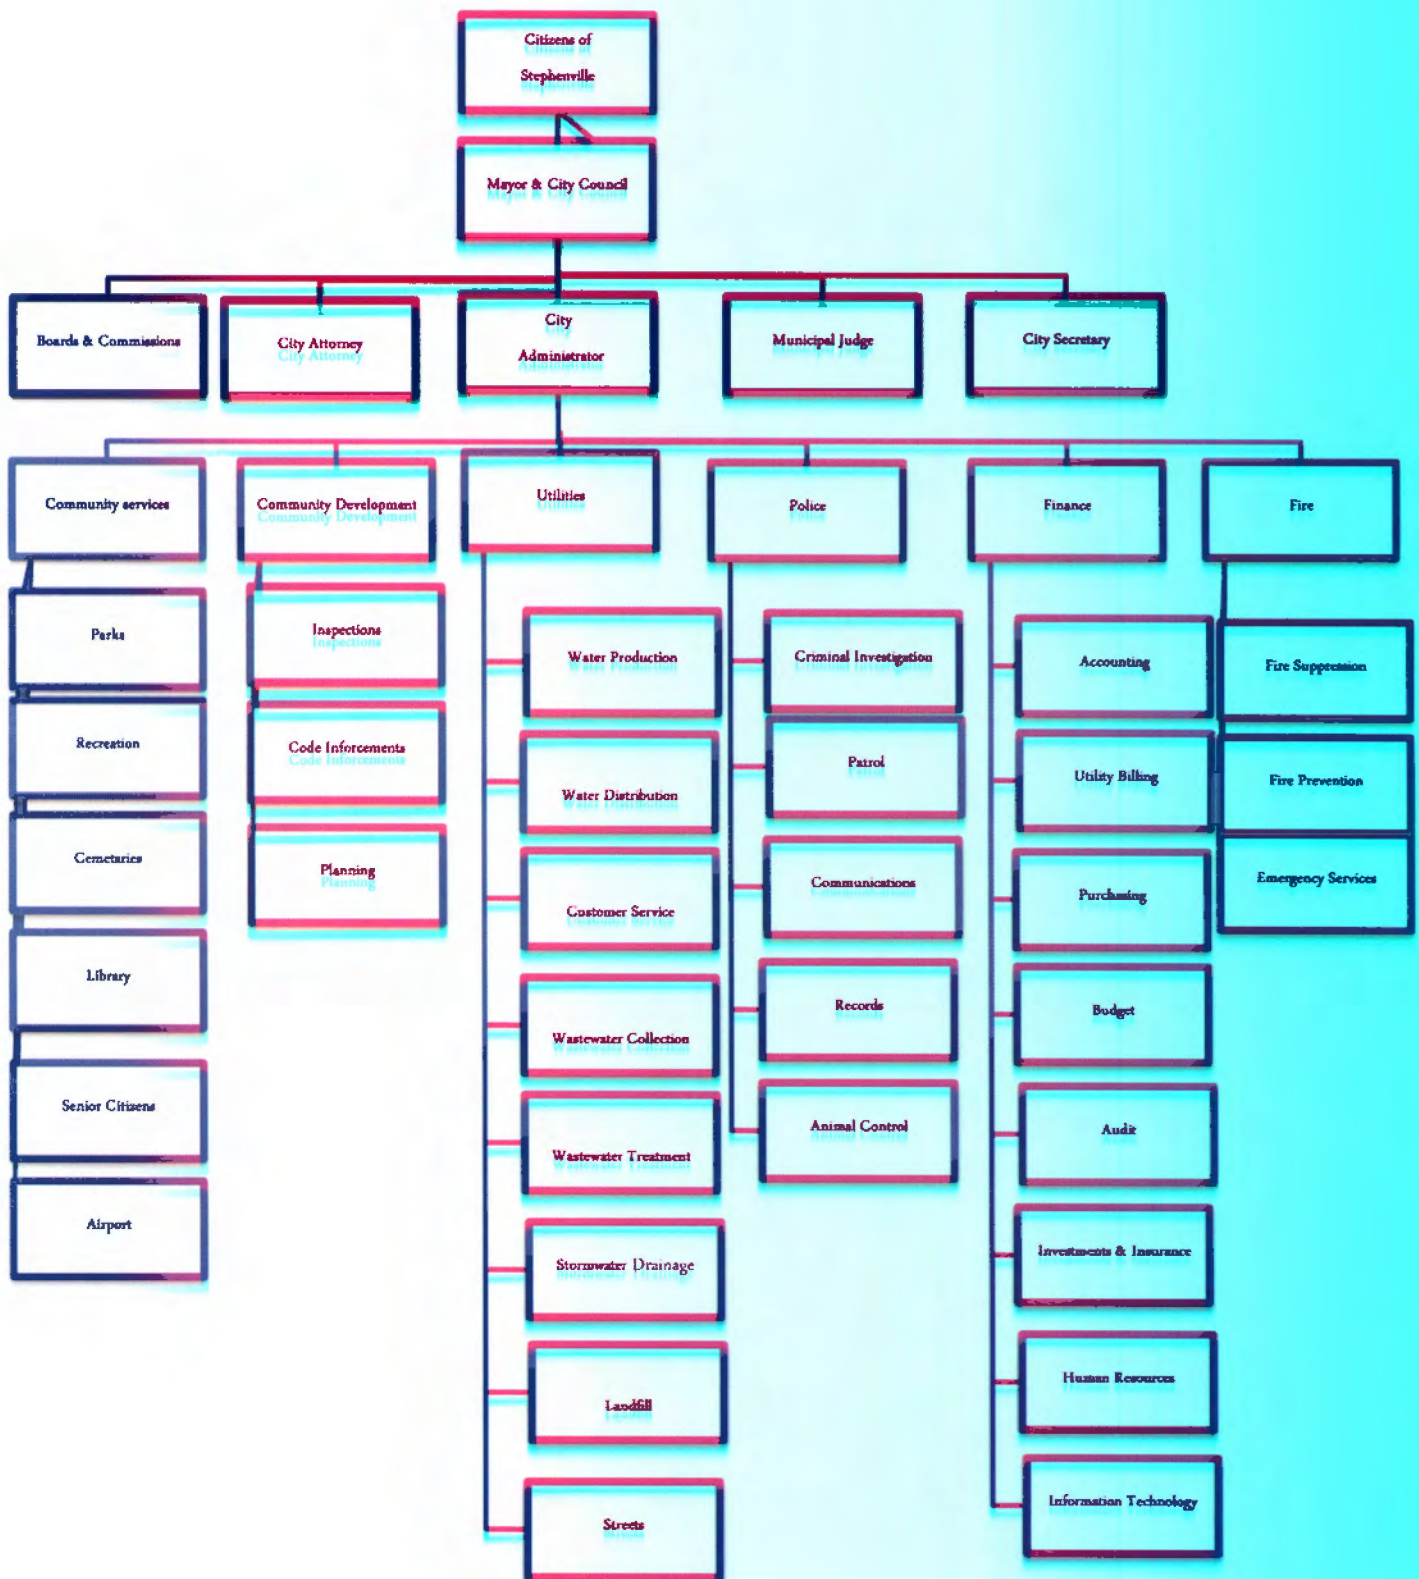 Citizens of
Stephenville
Mayor & City Council
Boards & Commissions
City Attorney
City
Administrator
Municipal Judge
City Secretary
Community services
Community Development
Utilities
Police
Finance
Fire
Parks
Recreation
Cemetaries
Library
Senior Citizens
Airport
Inspections
Code Inforcements
Planning
Water Production
Water Distribution
Customer Service
Wastewater Collection
Wastewater Treatment
Stormwater Drainage
Landfill
Streets
Criminal Investigation
Patrol
Communications
Records
Animal Control
Accounting
Utility Billing
Purchasing
Budget
Audit
Investments & Insurance
Human Resources
Information Technology
Fire Suppression
Fire Prevention
Emergency Services